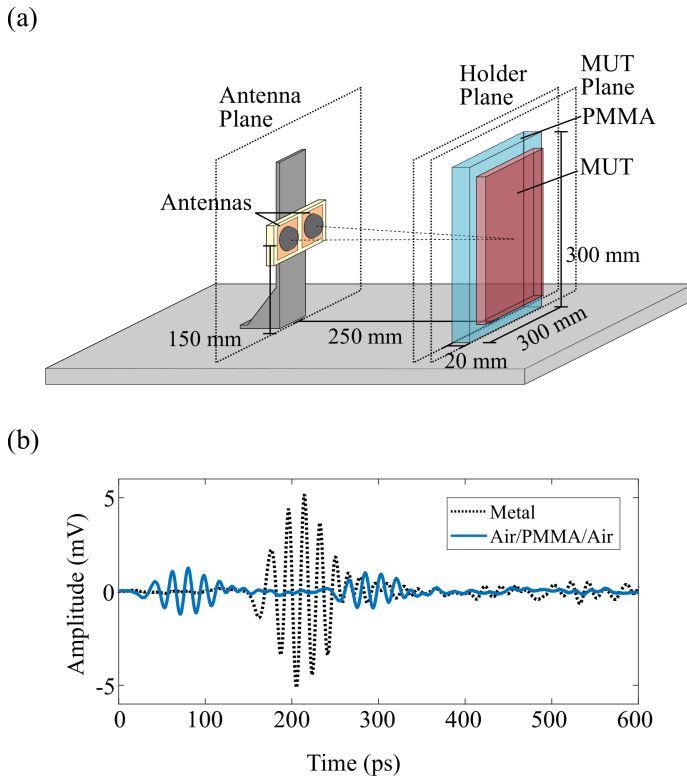 (a)
Antenna
Plane
Holder
Plane
MUT
Plane
PMMA
MUT
Antennas
300 mm
150 mm
250 mm
20 mm
300 mm
(b)
Amplitude (mV)
5
0
-5
Metal
Air/PMMA/Air
0 100 200 300 400 500 600
Time (ps)